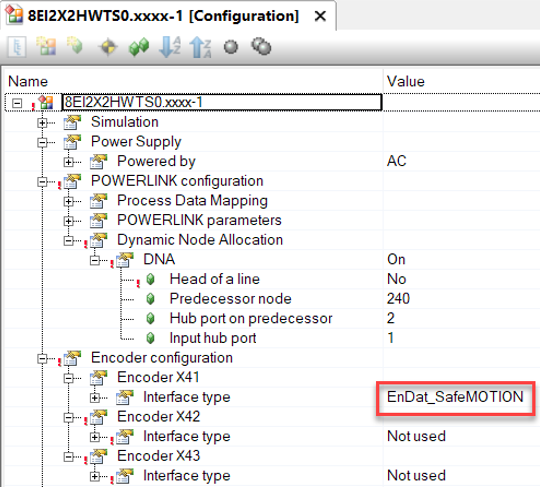 8EI2X2HWTS0.xxxx-1 [Configuration]
Name Value
8EI2X2HWTS0.xxxx-1
Simulation
Power Supply
Powered by AC
POWERLINK configuration
Process Data Mapping
POWERLINK parameters
Dynamic Node Allocation
DNA On
Head of a line No
Predecessor node 240
Hub port on predecessor 2
Input hub port 1
Encoder configuration
Encoder X41
Interface type EnDat_SafeMOTION
Encoder X42
Interface type Not used
Encoder X43
Interface type Not used